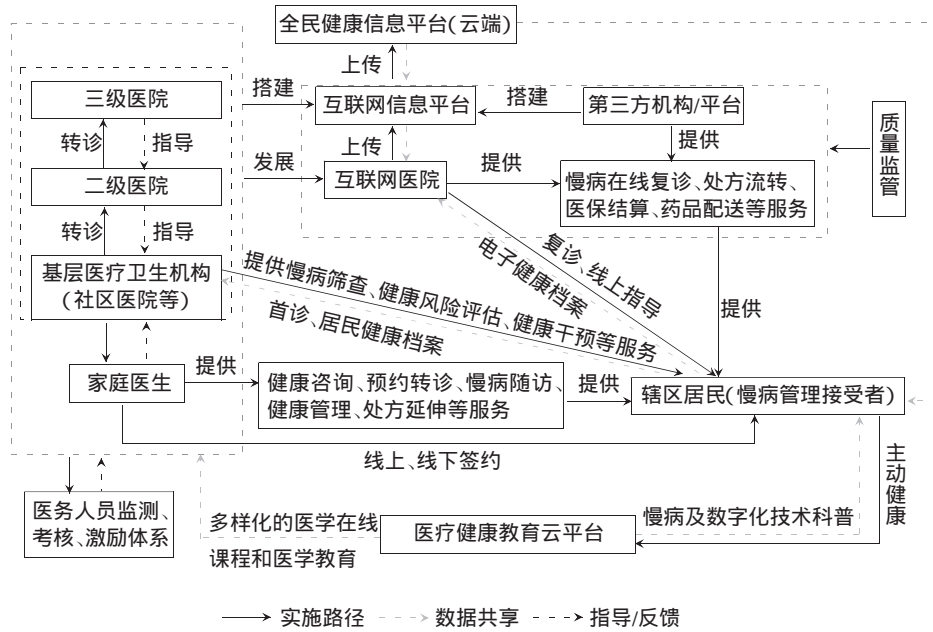 全民健康信息平台(云端)
上传
搭建
互联网信息平台
搭建
第三方机构/平台
三级医院
转诊
指导
上传
提供
质量监管
发展
互联网医院
提供
慢病在线复诊、处方流转、
医保结算、药品配送等服务
二级医院
转诊
指导
基层医疗卫生机构
(社区医院等)
提供慢病筛查、健康风险评估、健康干预等服务
首诊、居民健康档案
复诊、线上指导
电子健康档案
提供
家庭医生
提供
健康咨询、预约转诊、慢病随访、
健康管理、处方延伸等服务
提供
辖区居民(慢病管理接受者)
线上、线下签约
主动健康
医务人员监测、
考核、激励体系
多样化的医学在线
课程和医学教育
医疗健康教育云平台
慢病及数字化技术科普
实施路径
数据共享
指导/反馈